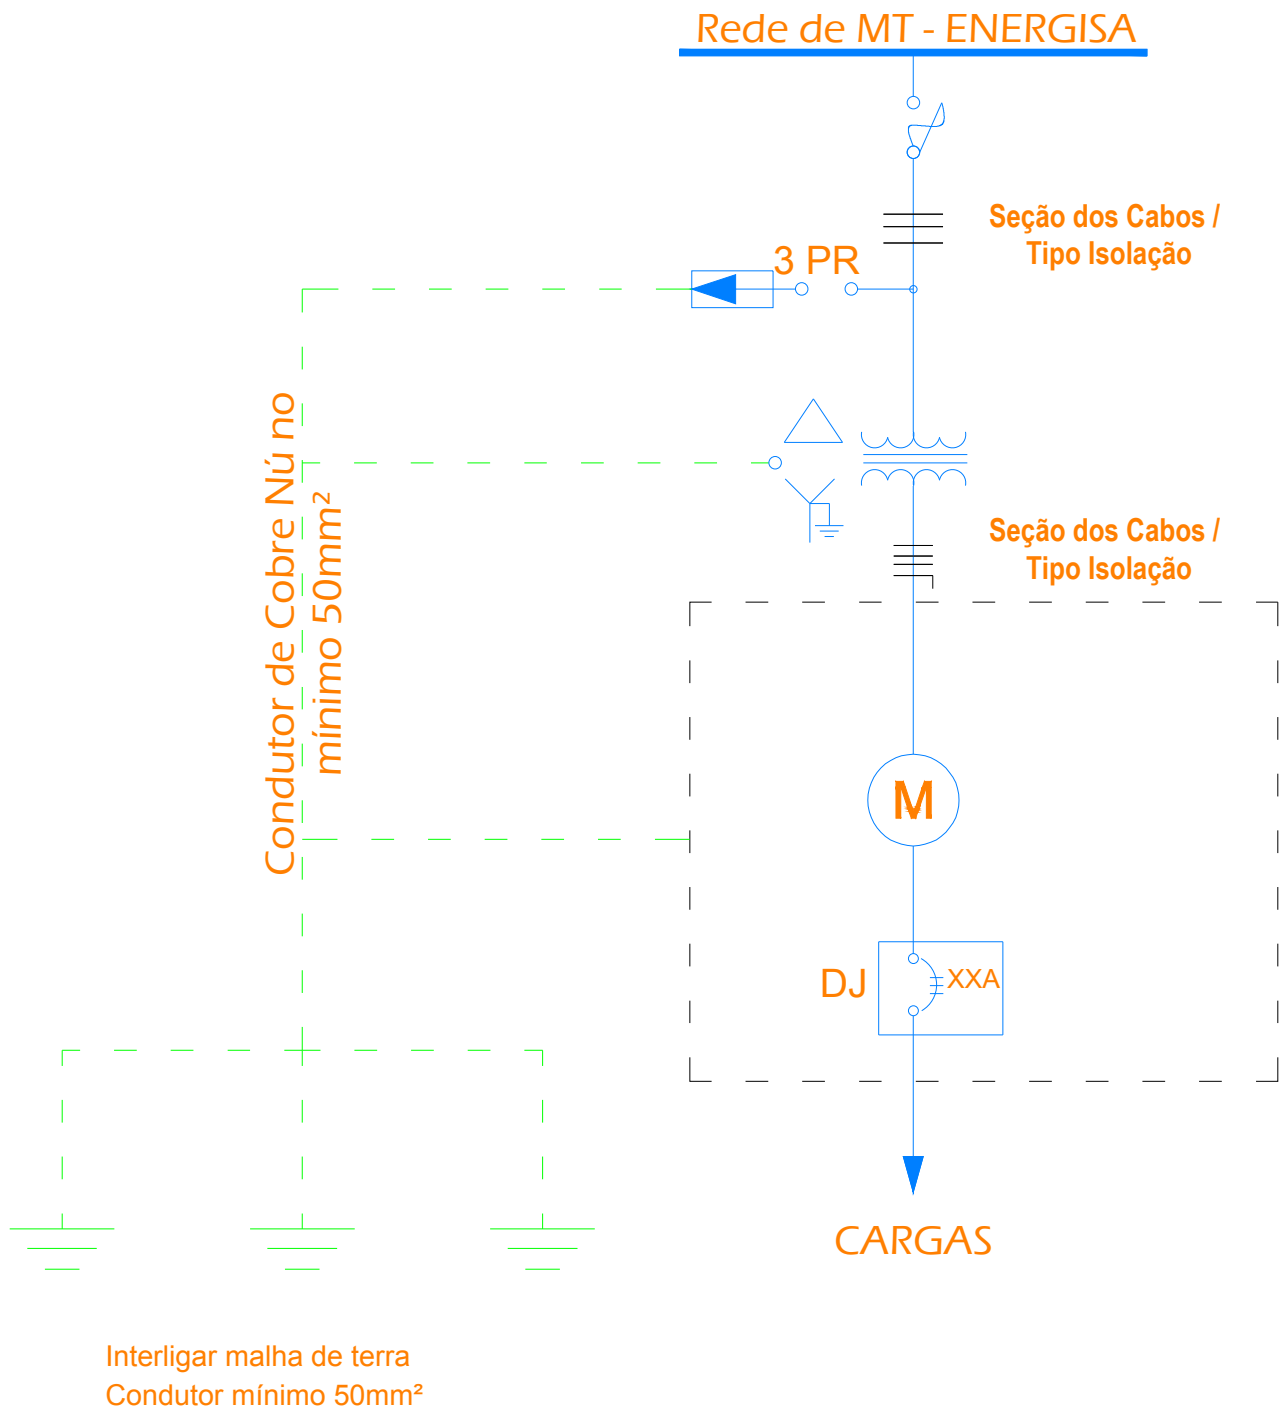 Rede de MT - ENERGISA
Seção dos Cabos /
Tipo Isolação
3 PR
Condutor de Cobre Nú no
mínimo 50mm²
Seção dos Cabos /
Tipo Isolação
M
DJ
XXA
CARGAS
Interligar malha de terra
Condutor mínimo 50mm²